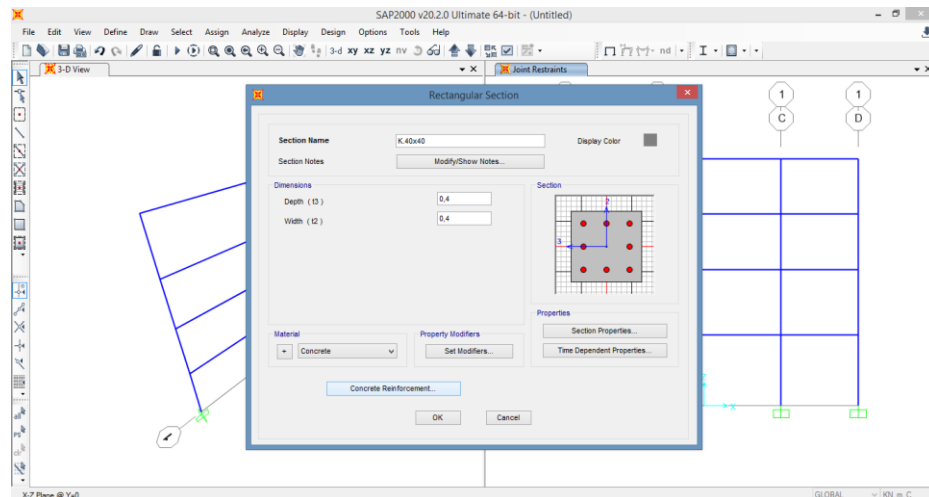 SAP2000 v20.2.0 Ultimate 64-bit - (Untitled)
File Edit View Define Draw Select Assign Analyze Display Design Options Tools Help
3-d xy xz yz nv
nd
3-D View
Joint Restraints
Rectangular Section
Section Name K.40x40 Display Color
Section Notes Modify/Show Notes...
Dimensions
Depth ( t3 ) 0,4
Width ( t2 ) 0,4
Section
2
3
Properties
Section Properties...
Time Dependent Properties...
Material
+ Concrete
Property Modifiers
Set Modifiers...
Concrete Reinforcement...
OK Cancel
1 1
C D
X
X-Z Plane @ Y=0
GLOBAL KN, m, C